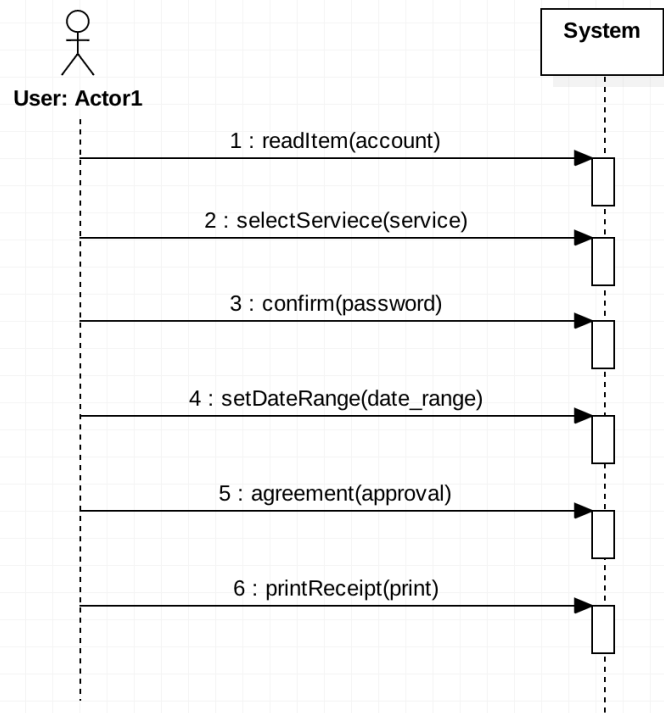 System
User: Actor1
1 : readItem(account)
2 : selectServiece(service)
3 : confirm(password)
4 : setDateRange(date_range)
5 : agreement(approval)
6 : printReceipt(print)